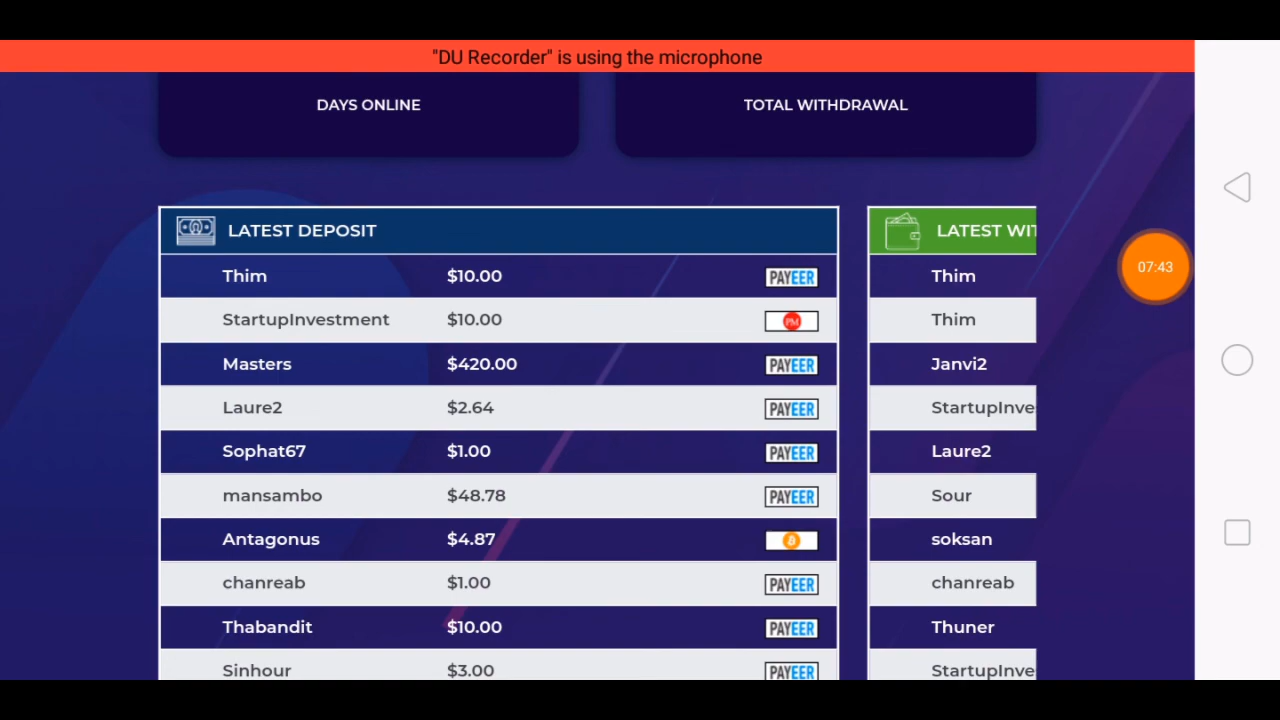 "DU Recorder" is using the microphone
DAYS ONLINE
TOTAL WITHDRAWAL
LATEST DEPOSIT
Thim $10.00 PAYEER
StartupInvestment $10.00 PM
Masters $420.00 PAYEER
Laure2 $2.64 PAYEER
Sophat67 $1.00 PAYEER
mansambo $48.78 PAYEER
Antagonus $4.87
chanreab $1.00 PAYEER
Thabandit $10.00 PAYEER
Sinhour $3.00 PAYEER
LATEST WIT
Thim
Thim
Janvi2
StartupInve
Laure2
Sour
soksan
chanreab
Thuner
StartupInve
07:43